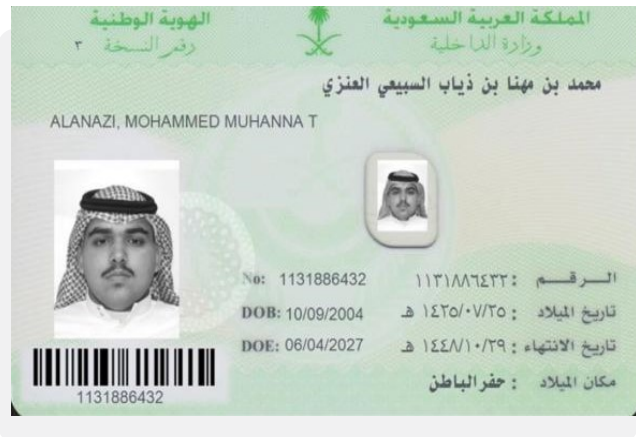 المملكة العربية السعودية
وزارة الداخلية
الهوية الوطنية
رقم النسخة ٣
محمد بن مهنا بن ذياب السبيعي العنزي
ALANAZI, MOHAMMED MUHANNA T
الرقم : ١١٣١٨٨٦٤٣٢
No: 1131886432
تاريخ الميلاد : ١٤٢٥/٠٧/٢٥ هـ
DOB: 10/09/2004
تاريخ الانتهاء : ١٤٤٨/١٠/٢٩ هـ
DOE: 06/04/2027
مكان الميلاد : حفرالباطن
1131886432